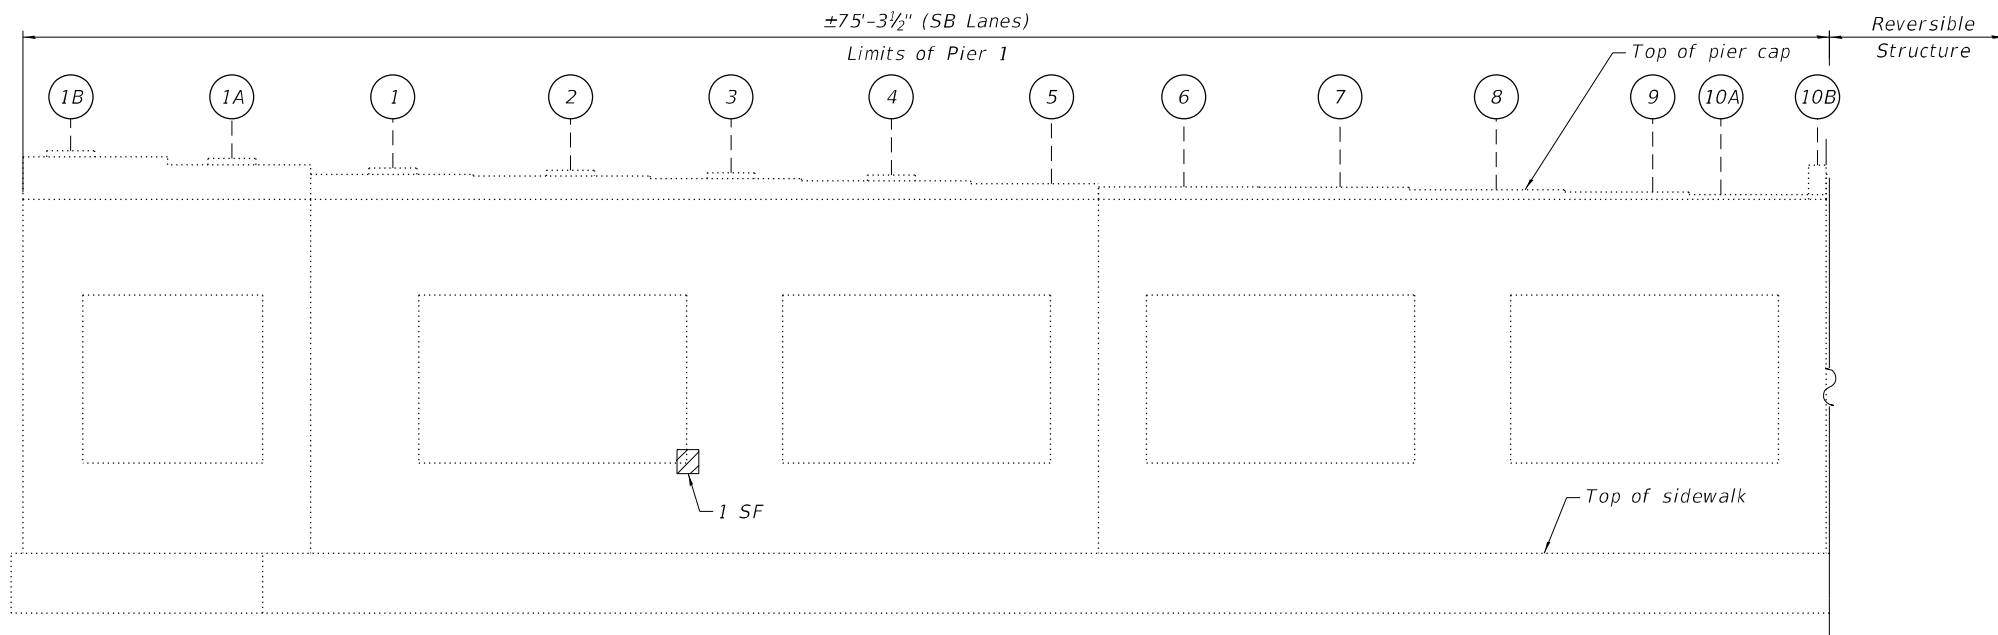 ±75'-3½" (SB Lanes)
Reversible
Limits of Pier 1
Structure
Top of pier cap
1B 1A 1 2 3 4 5 6 7 8 9 10A 10B
Top of sidewalk
1 SF